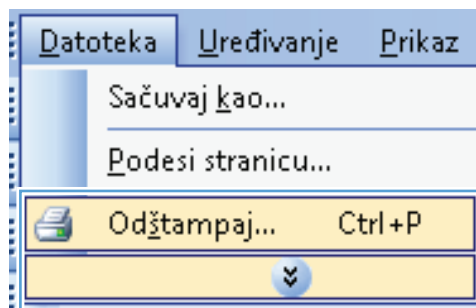 Datoteka Uređivanje Prikaz
Sačuvaj kao...
Podesi stranicu...
Odštampaj... Ctrl+P